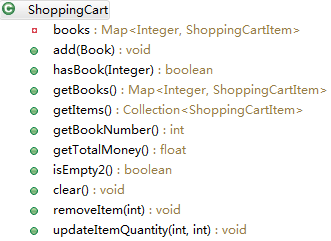 ShoppingCart
books : Map<Integer, ShoppingCartItem>
add(Book) : void
hasBook(Integer) : boolean
getBooks() : Map<Integer, ShoppingCartItem>
getItems() : Collection<ShoppingCartItem>
getBookNumber() : int
getTotalMoney() : float
isEmpty2() : boolean
clear() : void
removeItem(int) : void
updateItemQuantity(int, int) : void